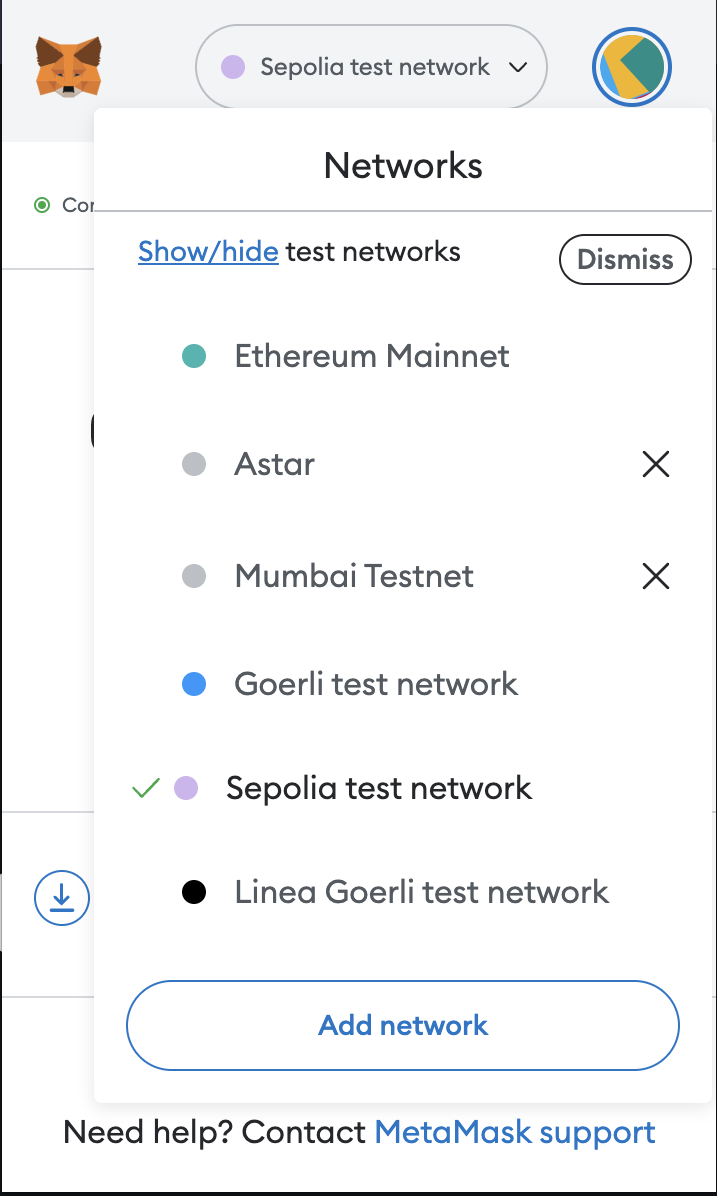 Sepolia test network
Networks
Show/hide test networks
Dismiss
Ethereum Mainnet
Astar
Mumbai Testnet
Goerli test network
Sepolia test network
Linea Goerli test network
Add network
Need help? Contact MetaMask support